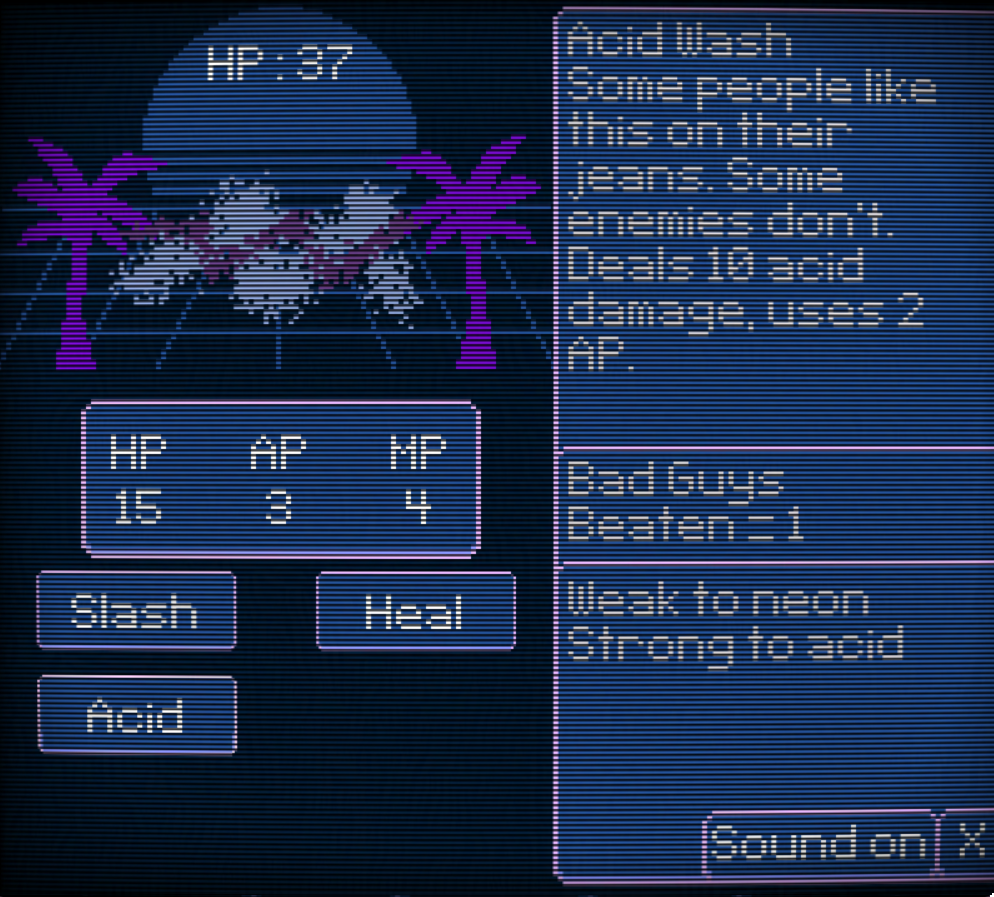 HP:37
HP AP MP
15 3 4
Slash Heal
Acid
Acid Wash
Some people like
this on their
jeans. Some
enemies don't.
Deals 10 acid
damage, uses 2
AP.
Bad Guys
Beaten = 1
Weak to neon
Strong to acid
Sound on X